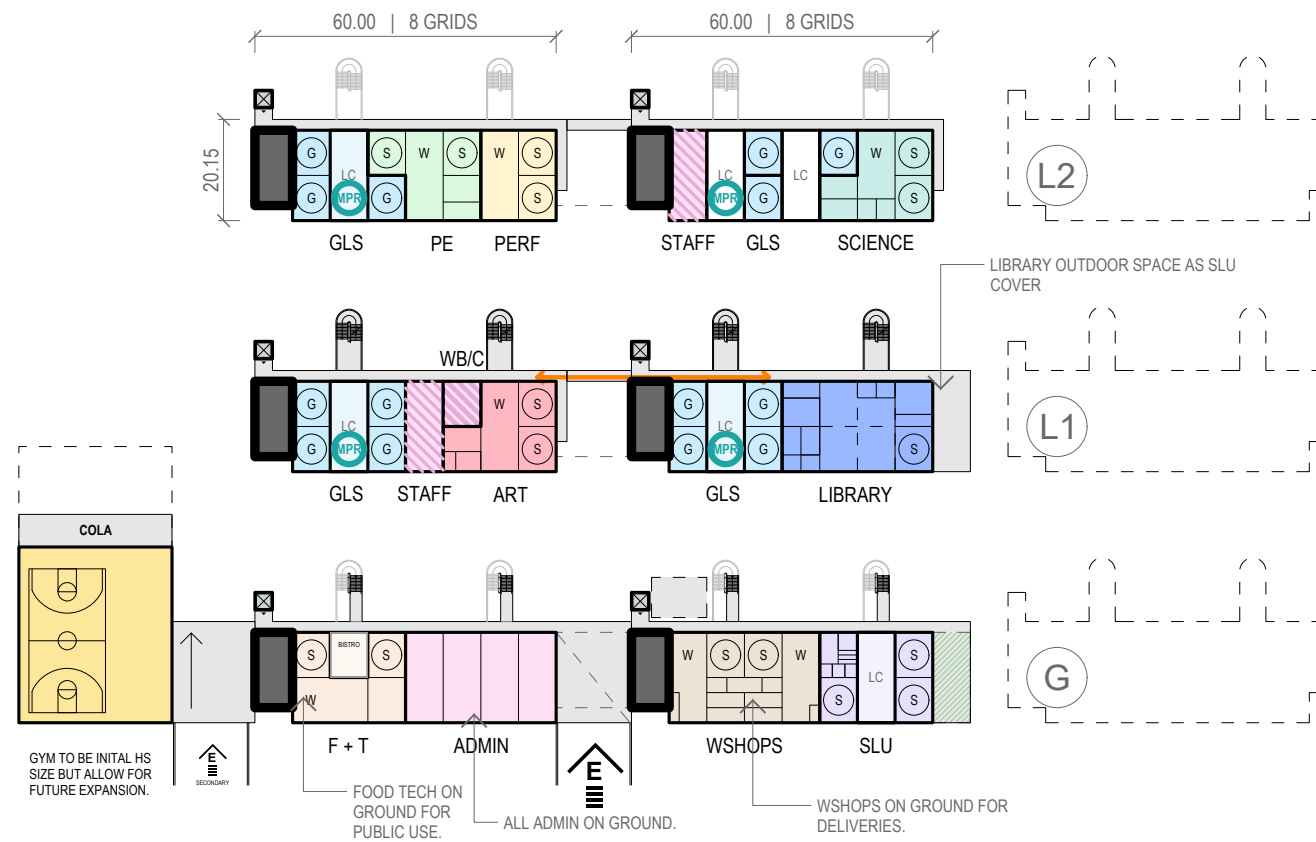 60.00 | 8 GRIDS
60.00 | 8 GRIDS
20.15
G LC S W S W S
G MPR G S
LC G LC G W S
MPR G S
L2
GLS PE PERF
STAFF GLS SCIENCE
LIBRARY OUTDOOR SPACE AS SLU
COVER
WB/C
G LC G W S
G MPR G S
G LC G
G MPR G S
L1
GLS STAFF ART
GLS LIBRARY
COLA
S BISTRO S
W
W S S W LC S
S S
G
F + T ADMIN
WSHOPS SLU
GYM TO BE INITAL HS
SIZE BUT ALLOW FOR
FUTURE EXPANSION.
E
SECONDARY
E
FOOD TECH ON
GROUND FOR
PUBLIC USE.
ALL ADMIN ON GROUND.
WSHOPS ON GROUND FOR
DELIVERIES.